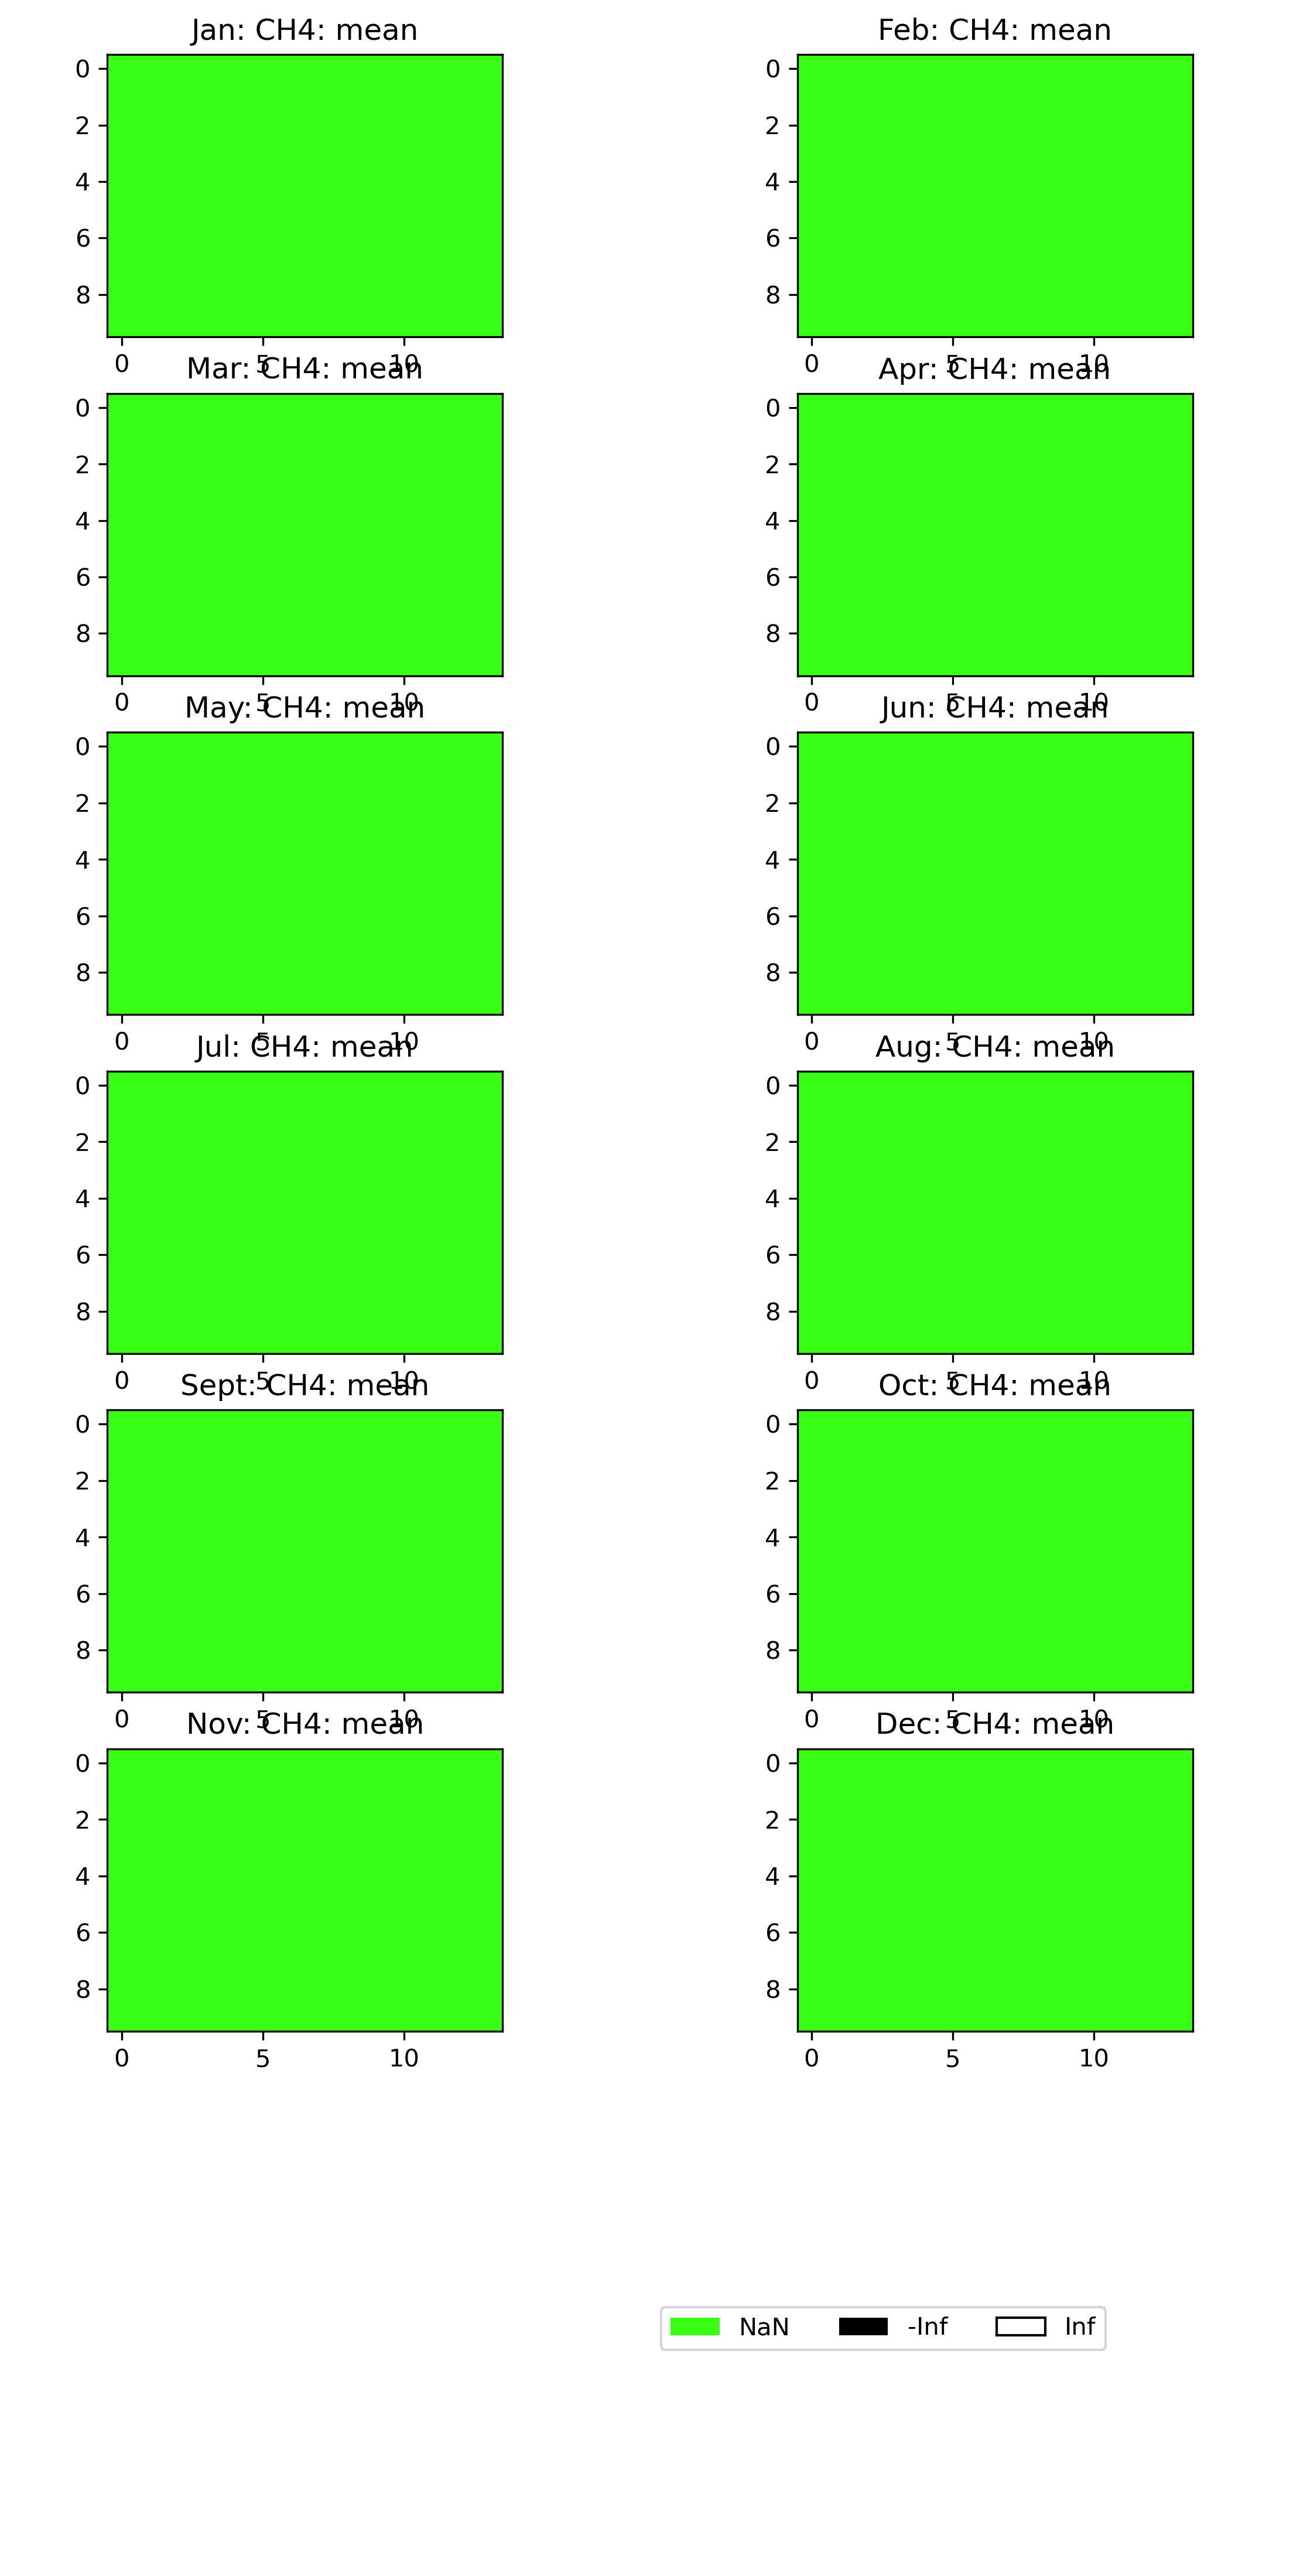 Jan: CH4: mean Feb: CH4: mean
0 0
2 2
4 4
6 6
8 8
0 5 10 0 5 10
Mar: CH4: mean Apr: CH4: mean
0 0
2 2
4 4
6 6
8 8
0 5 10 0 5 10
May: CH4: mean Jun: CH4: mean
0 0
2 2
4 4
6 6
8 8
0 5 10 0 5 10
Jul: CH4: mean Aug: CH4: mean
0 0
2 2
4 4
6 6
8 8
0 5 10 0 5 10
Sept: CH4: mean Oct: CH4: mean
0 0
2 2
4 4
6 6
8 8
0 5 10 0 5 10
Nov: CH4: mean Dec: CH4: mean
0 0
2 2
4 4
6 6
8 8
0 5 10 0 5 10
NaN -Inf Inf